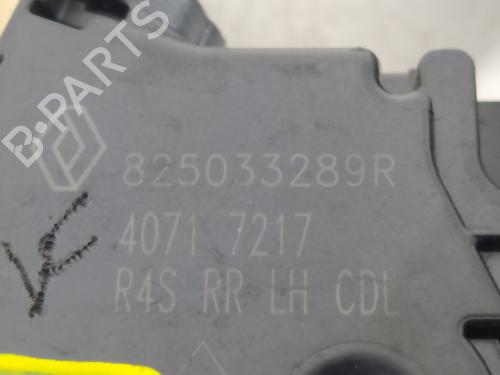 B-PARTS
825033289R
4071 7217
R4S RR LH CDL